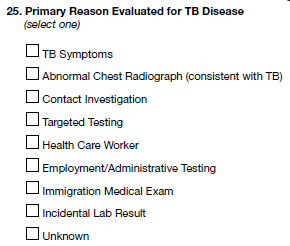 25. Primary Reason Evaluated for TB Disease
(select one)
TB Symptoms
Abnormal Chest Radiograph (consistent with TB)
Contact Investigation
Targeted Testing
Health Care Worker
Employment/Administrative Testing
Immigration Medical Exam
Incidental Lab Result
Unknown